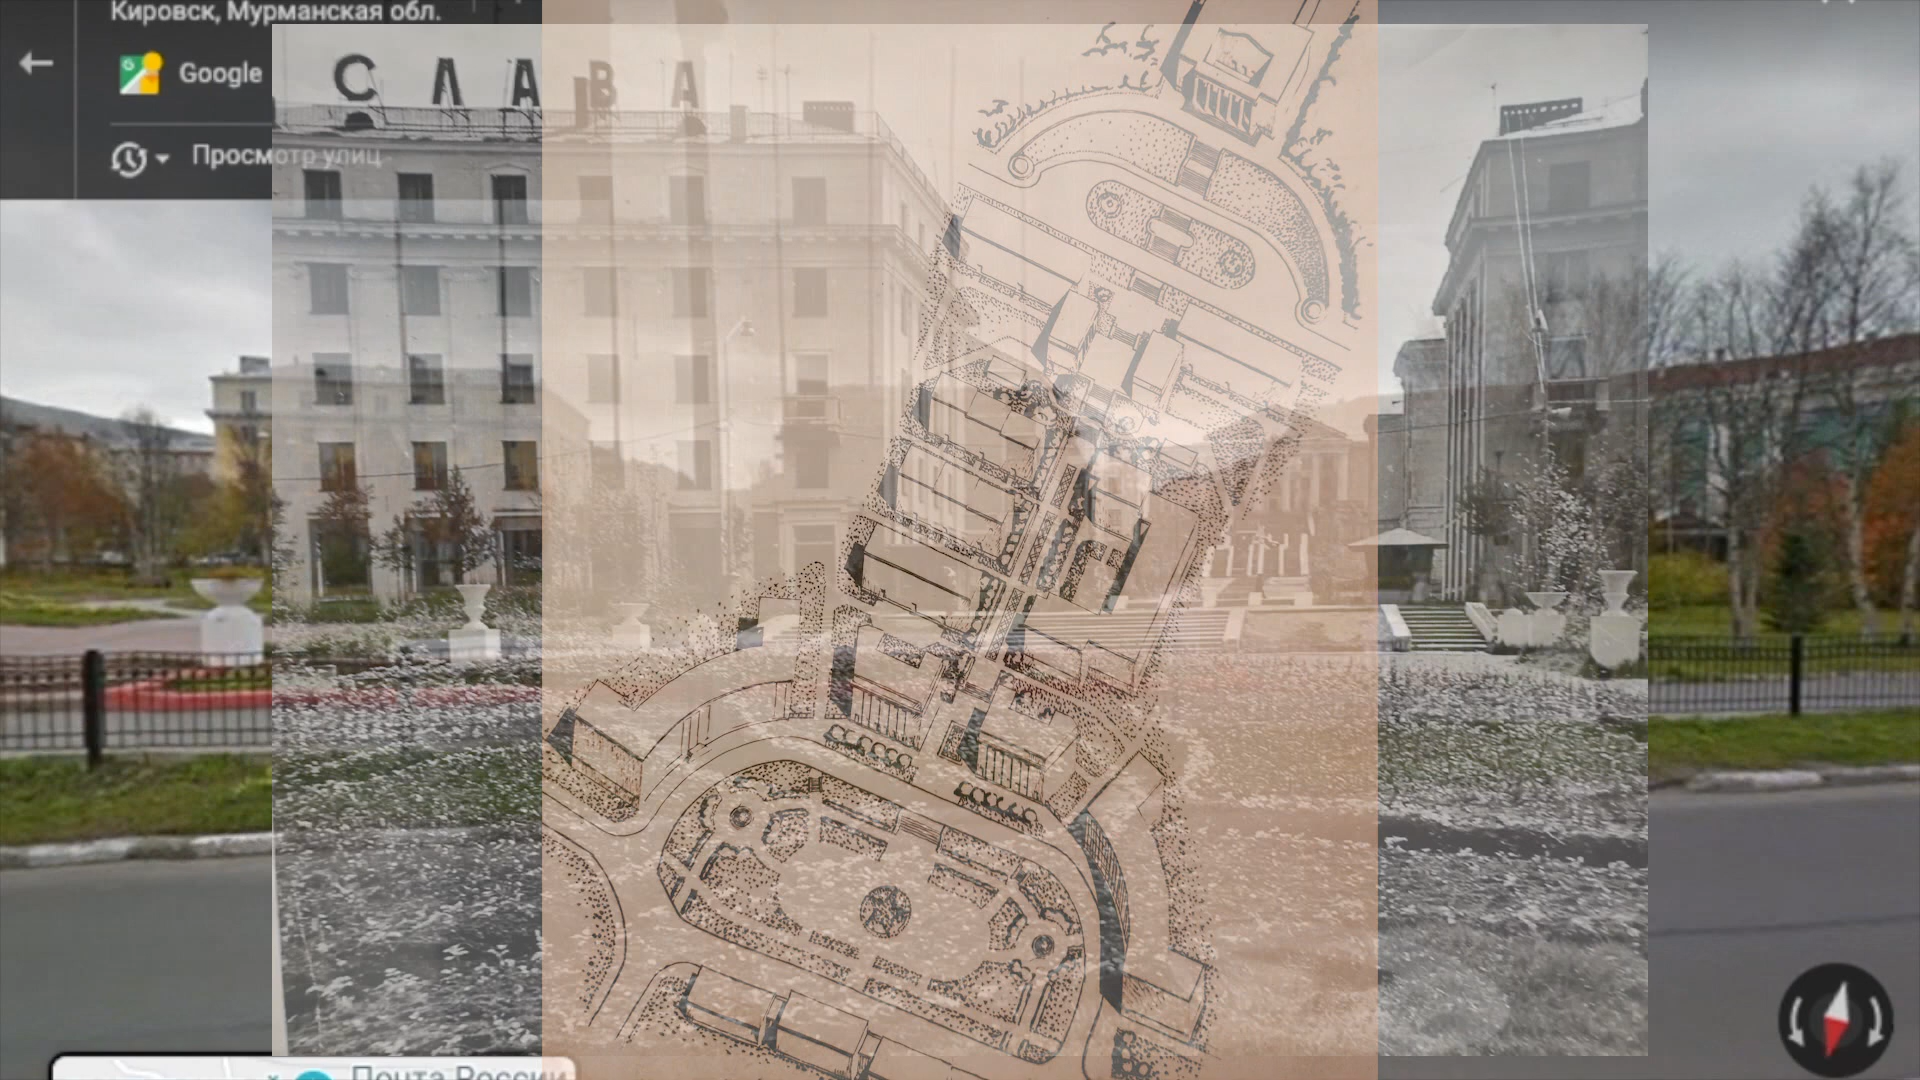 Кировск, Мурманская обл.
Google
Просмотр улиц
СЛАВА
Почта России